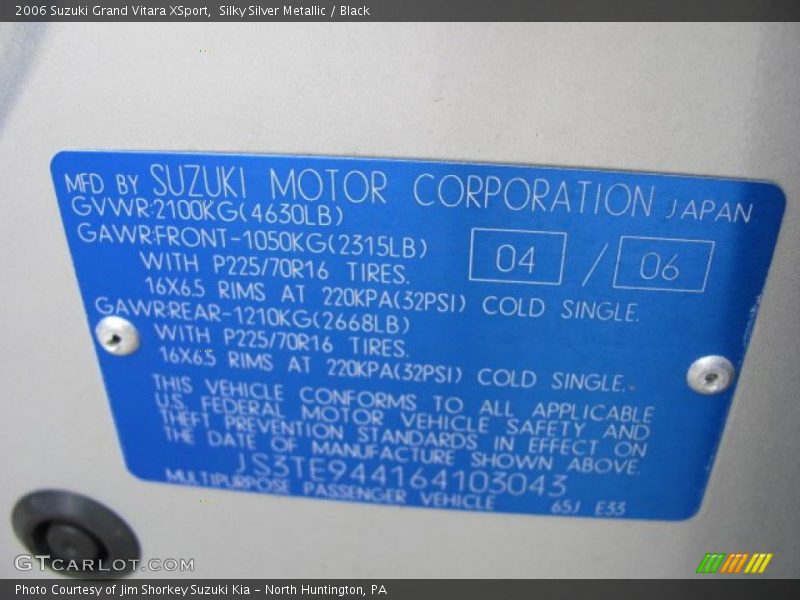 2006 Suzuki Grand Vitara XSport, Silky Silver Metallic / Black
MFD BY SUZUKI MOTOR CORPORATION JAPAN
GVWR:2100KG(4630LB)
GAWR:FRONT-1050KG(2315LB)
04 / 06
WITH P225/70R16 TIRES.
16X6.5 RIMS AT 220KPA(32PSI) COLD SINGLE.
GAWR:REAR-1210KG(2668LB)
WITH P225/70R16 TIRES.
16X6.5 RIMS AT 220KPA(32PSI) COLD SINGLE.
THIS VEHICLE CONFORMS TO ALL APPLICABLE
U.S. FEDERAL MOTOR VEHICLE SAFETY AND
THEFT PREVENTION STANDARDS IN EFFECT ON
THE DATE OF MANUFACTURE SHOWN ABOVE.
JS3TE944164103043
MULTIPURPOSE PASSENGER VEHICLE 65J E33
GTCARLOT.COM
Photo Courtesy of Jim Shorkey Suzuki Kia - North Huntington, PA